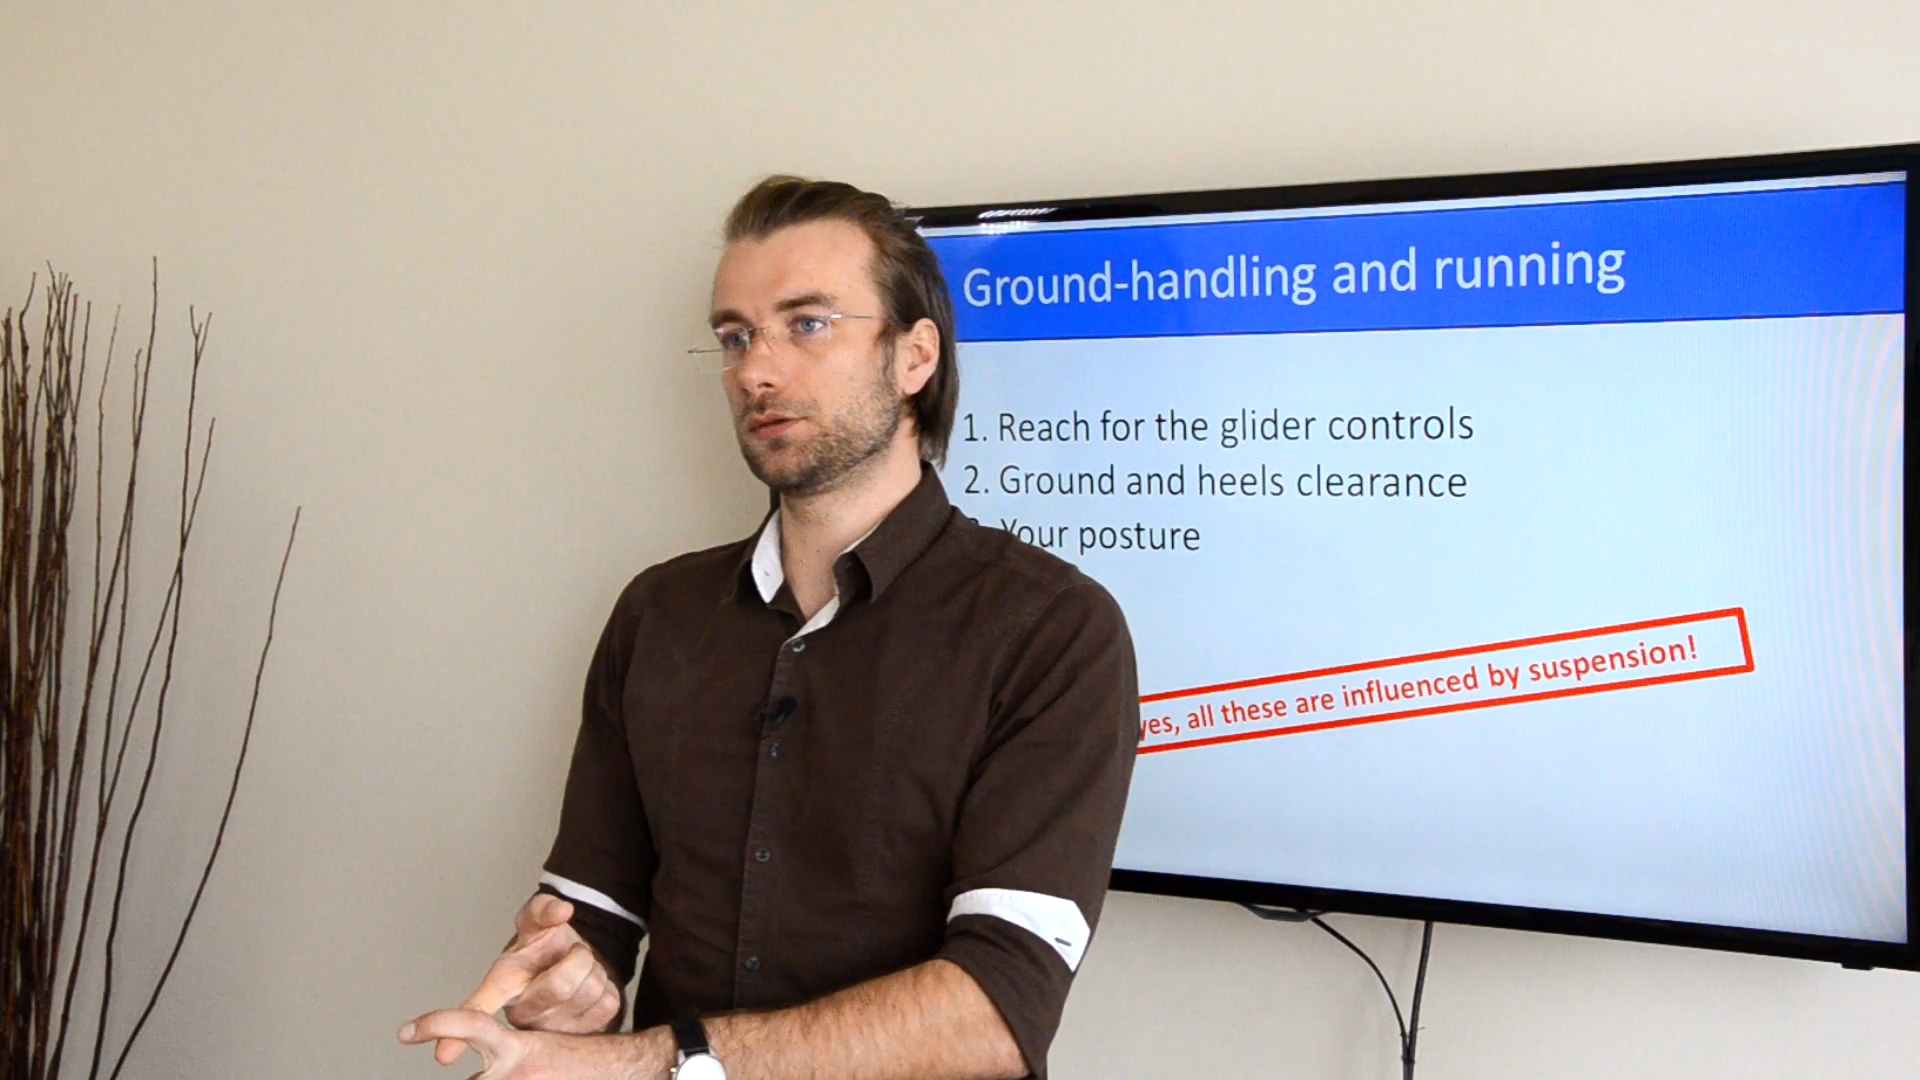 Ground-handling and running
1. Reach for the glider controls
2. Ground and heels clearance
Your posture
yes, all these are influenced by suspension!